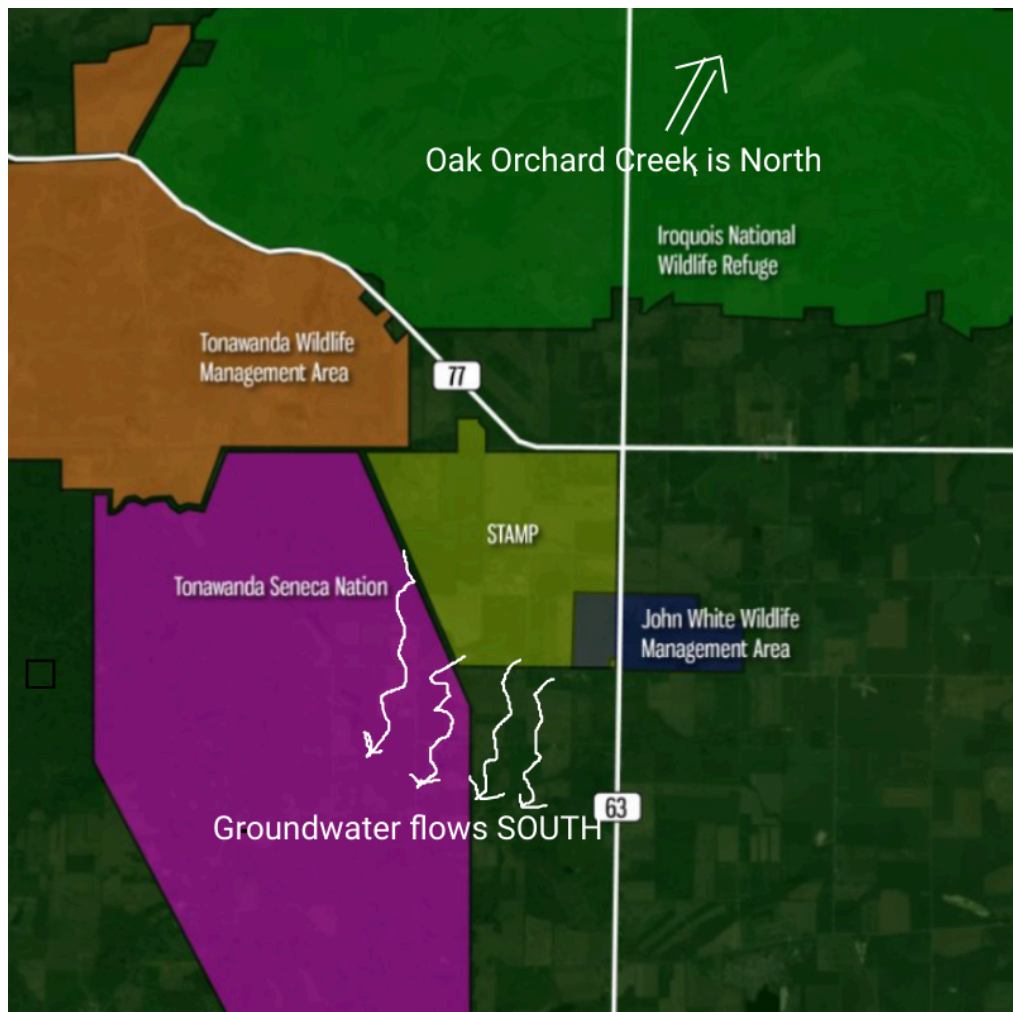 Oak Orchard Creek is North
Iroquois National
Wildlife Refuge
Tonawanda Wildlife
Management Area
77
STAMP
Tonawanda Seneca Nation
John White Wildlife
Management Area
63
Groundwater flows SOUTH